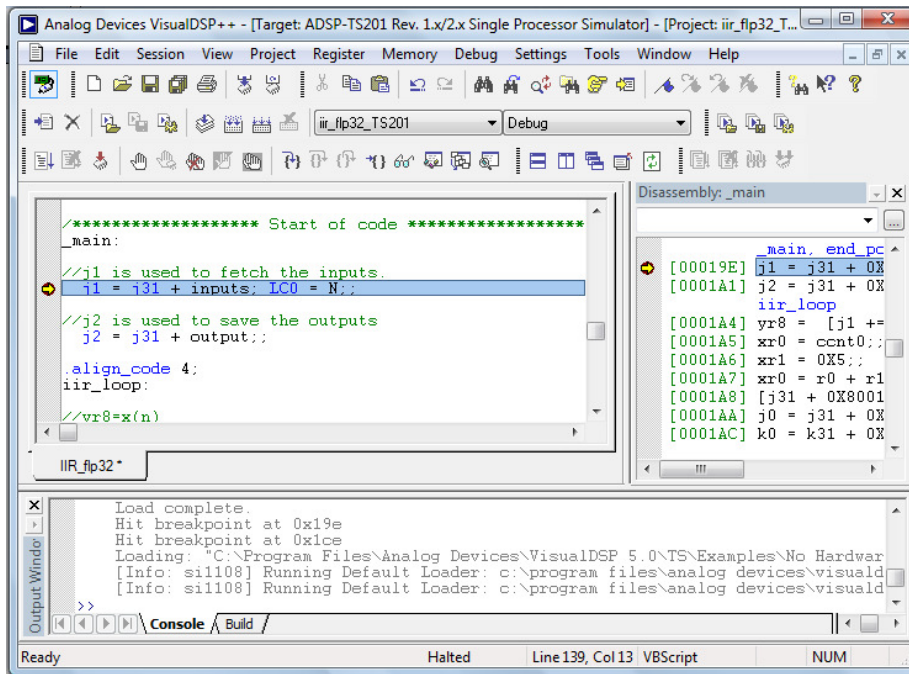 Analog Devices VisualDSP++ - [Target: ADSP-TS201 Rev. 1.x/2.x Single Processor Simulator] - [Project: iir_flp32_T...
File Edit Session View Project Register Memory Debug Settings Tools Window Help
iir_flp32_TS201 Debug
/******************* Start of code ******************
_main:
//j1 is used to fetch the inputs.
j1 = j31 + inputs; LC0 = N;;
//j2 is used to save the outputs
j2 = j31 + output;;
.align_code 4;
iir_loop:
//yr8=x(n)
IIR_flp32 *
Disassembly: _main
...
_main, end_pc
[00019E] j1 = j31 + 0X
[0001A1] j2 = j31 + 0X
iir_loop
[0001A4] yr8 = [j1 +=
[0001A5] xr0 = ccnt0;;
[0001A6] xr1 = 0X5;;
[0001A7] xr0 = r0 + r1
[0001A8] [j31 + 0X8001
[0001AA] j0 = j31 + 0X
[0001AC] k0 = k31 + 0X
Output Window
Load complete.
Hit breakpoint at 0x19e
Hit breakpoint at 0x1ce
Loading: "C:\Program Files\Analog Devices\VisualDSP 5.0\TS\Examples\No Hardwar
[Info: si1108] Running Default Loader: c:\program files\analog devices\visuald
[Info: si1108] Running Default Loader: c:\program files\analog devices\visuald
>>
Console Build
Ready Halted Line 139, Col 13 VBScript NUM